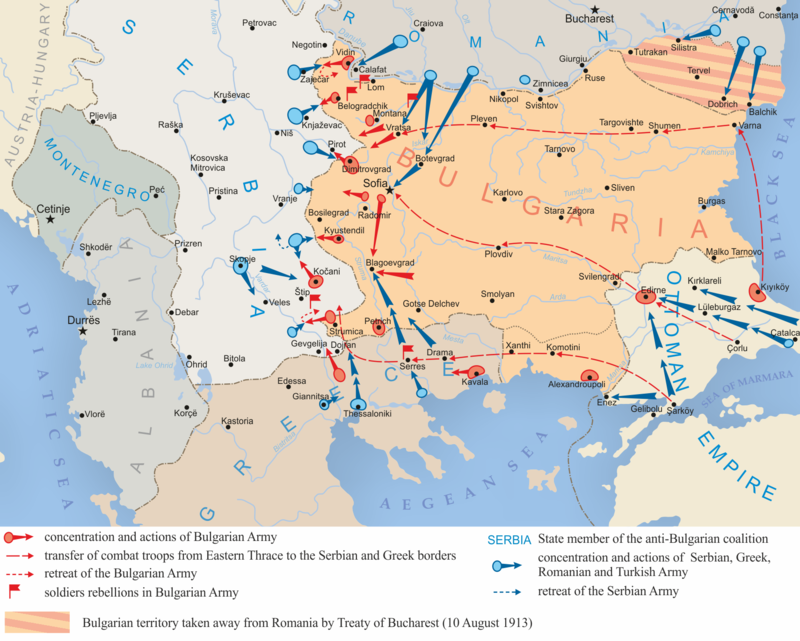 AUSTRIA-HUNGARY
SERBIA
ROMANIA
MONTENEGRO
ALBANIA
BULGARIA
GREECE
OTTOMAN
EMPIRE
ADRIATIC SEA
AEGEAN SEA
BLACK SEA
SEA OF MARMARA
Petrovac
Negotin
Craiova
Bucharest
Cernavodă
Constanţa
Vidin
Calafat
Zaječar
Lom
Giurgiu
Ruse
Tutrakan
Silistra
Tervel
Dobrich
Balchik
Zimnicea
Nikopol
Svishtov
Kruševac
Knjaževac
Belogradchik
Montana
Vratsa
Pleven
Targovishte
Shumen
Varna
Kamchiya
Pljevlja
Raška
Niš
Pirot
Dimitrovgrad
Botevgrad
Tarnovo
Kosovska
Mitrovica
Peć
Pristina
Vranje
Sofia
Radomir
Karlovo
Tundzha
Sliven
Stara Zagora
Burgas
Cetinje
Bosilegrad
Kyustendil
Shkodër
Prizren
Skopje
Kočani
Blagoevgrad
Plovdiv
Maritsa
Malko Tarnovo
Svilengrad
Lezhë
Debar
Veles
Štip
Gotse Delchev
Smolyan
Arda
Edirne
Kırklareli
Kıyıköy
Lüleburgaz
Durrës
Tirana
Strumica
Petrich
Çorlu
Catalca
Lake Ohrid
Ohrid
Bitola
Gevgelija
Dojran
Serres
Drama
Mesta
Xanthi
Komotini
Edessa
Giannitsa
Kavala
Alexandroupoli
Enez
Gelibolu
Şarköy
Vlorë
Korçë
Kastoria
Thessaloniki
Morava
concentration and actions of Bulgarian Army
transfer of combat troops from Eastern Thrace to the Serbian and Greek borders
retreat of the Bulgarian Army
soldiers rebellions in Bulgarian Army
SERBIA State member of the anti-Bulgarian coalition
concentration and actions of Serbian, Greek,
Romanian and Turkish Army
retreat of the Serbian Army
Bulgarian territory taken away from Romania by Treaty of Bucharest (10 August 1913)